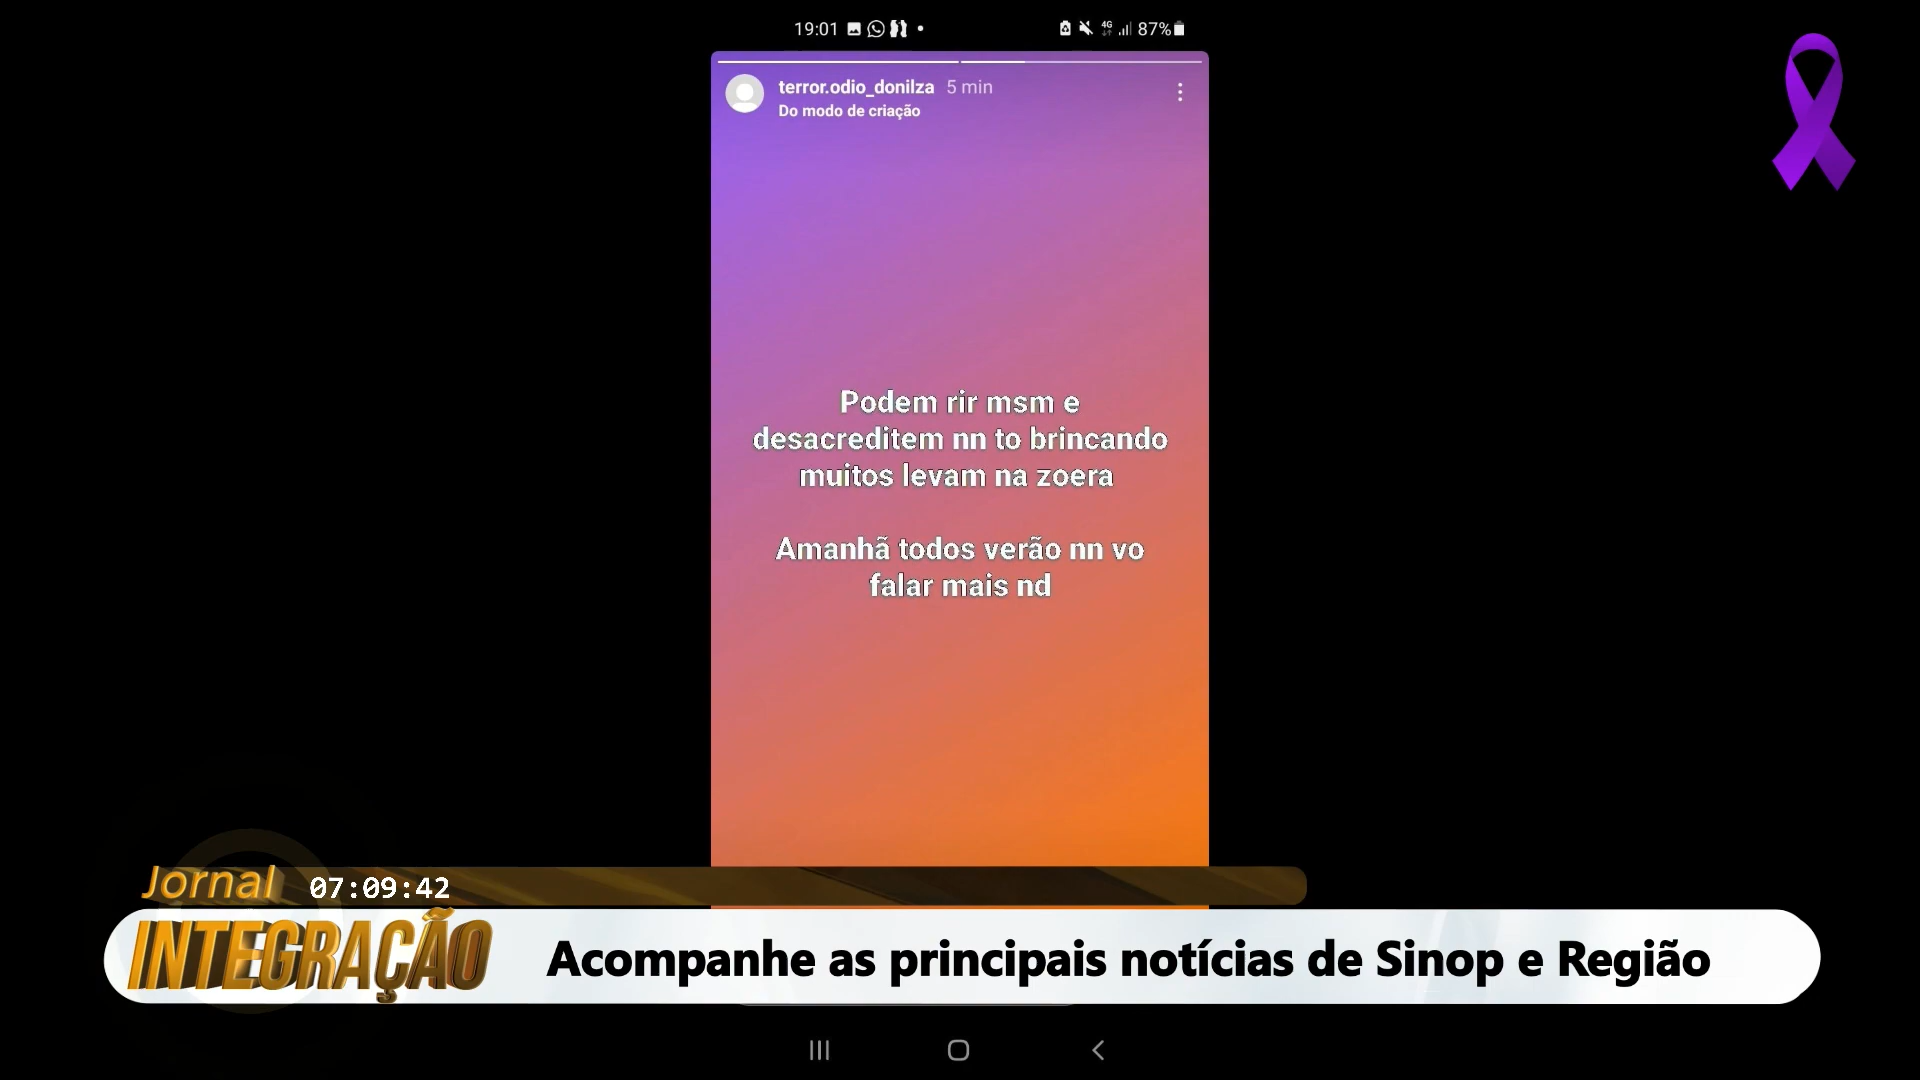 19:01
4G
87%
terror.odio_donilza 5 min
Do modo de criação
Podem rir msm e
desacreditem nn to brincando
muitos levam na zoera
Amanhã todos verão nn vo
falar mais nd
Jornal 07:09:42
INTEGRAÇÃO
Acompanhe as principais notícias de Sinop e Região